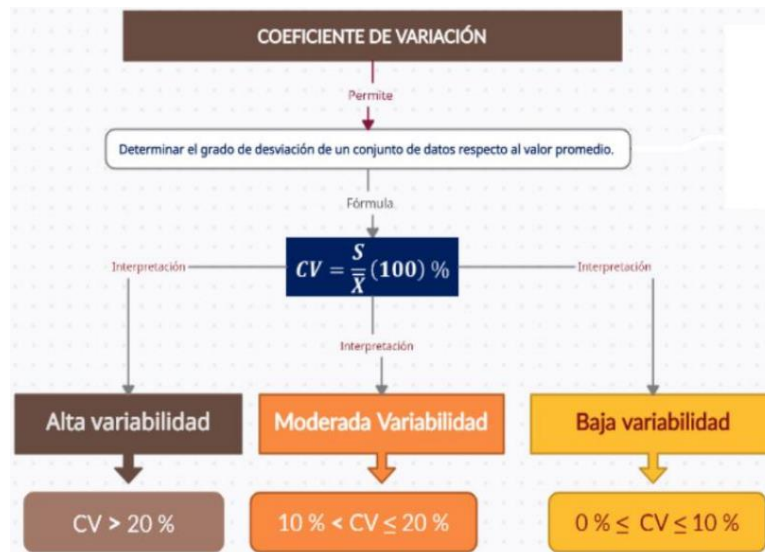 COEFICIENTE DE VARIACIÓN
Permite
Determinar el grado de desviación de un conjunto de datos respecto al valor promedio.
Fórmula
Interpretación
CV = S/X̅ (100) %
Interpretación
Interpretación
Alta variabilidad
Moderada Variabilidad
Baja variabilidad
CV > 20 %
10 % < CV ≤ 20 %
0 % ≤ CV ≤ 10 %